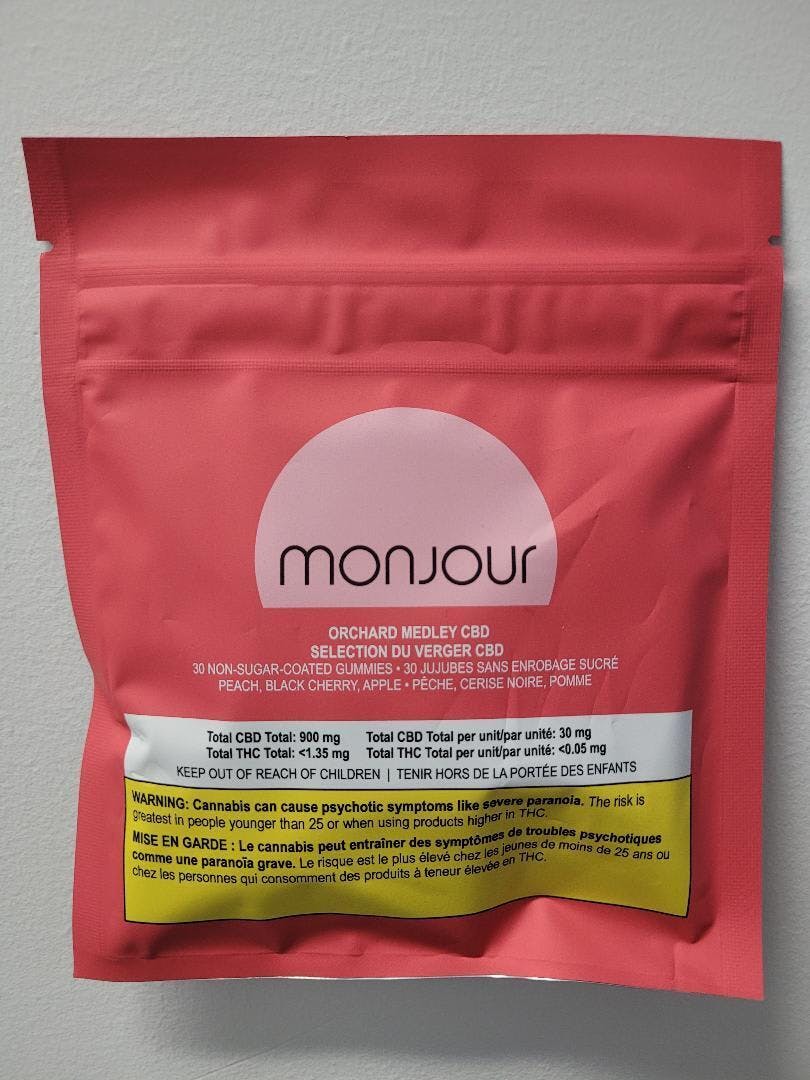 monjour
ORCHARD MEDLEY CBD
SELECTION DU VERGER CBD
30 NON-SUGAR-COATED GUMMIES • 30 JUJUBES SANS ENROBAGE SUCRÉ
PEACH, BLACK CHERRY, APPLE • PÊCHE, CERISE NOIRE, POMME
Total CBD Total: 900 mg Total CBD Total per unit/par unité: 30 mg
Total THC Total: <1.35 mg Total THC Total per unit/par unité: <0.05 mg
KEEP OUT OF REACH OF CHILDREN | TENIR HORS DE LA PORTÉE DES ENFANTS
WARNING: Cannabis can cause psychotic symptoms like severe paranoia. The risk is
greatest in people younger than 25 or when using products higher in THC.
MISE EN GARDE : Le cannabis peut entraîner des symptômes de troubles psychotiques
comme une paranoïa grave. Le risque est le plus élevé chez les jeunes de moins de 25 ans ou
chez les personnes qui consomment des produits à teneur élevée en THC.